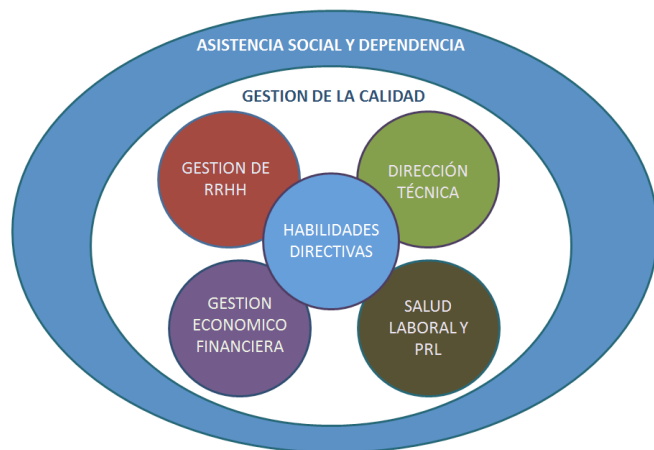 ASISTENCIA SOCIAL Y DEPENDENCIA
GESTION DE LA CALIDAD
GESTION DE
RRHH
DIRECCIÓN
TÉCNICA
HABILIDADES
DIRECTIVAS
GESTION
ECONOMICO
FINANCIERA
SALUD
LABORAL Y
PRL